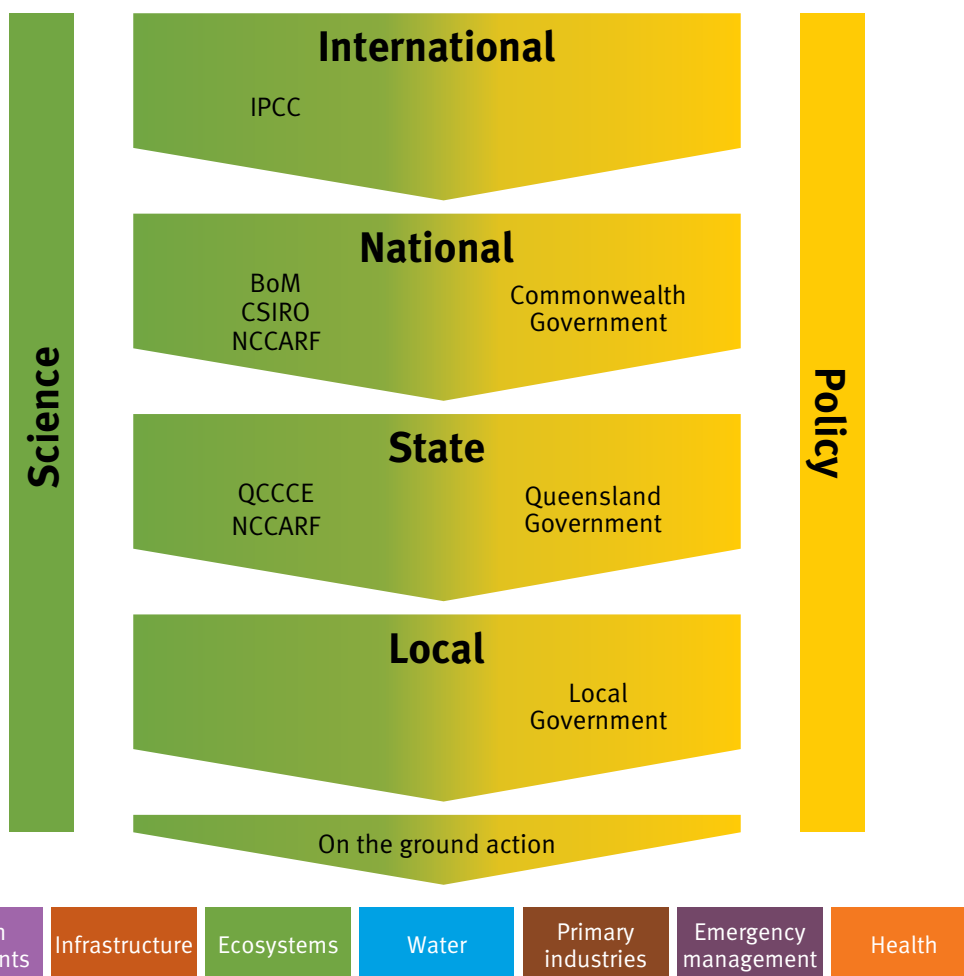 International
IPCC
National
BoM
CSIRO
NCCARF
Commonwealth
Government
State
QCCCE
NCCARF
Queensland
Government
Local
Local
Government
On the ground action
Science
Policy
Infrastructure
Ecosystems
Water
Primary
industries
Emergency
management
Health